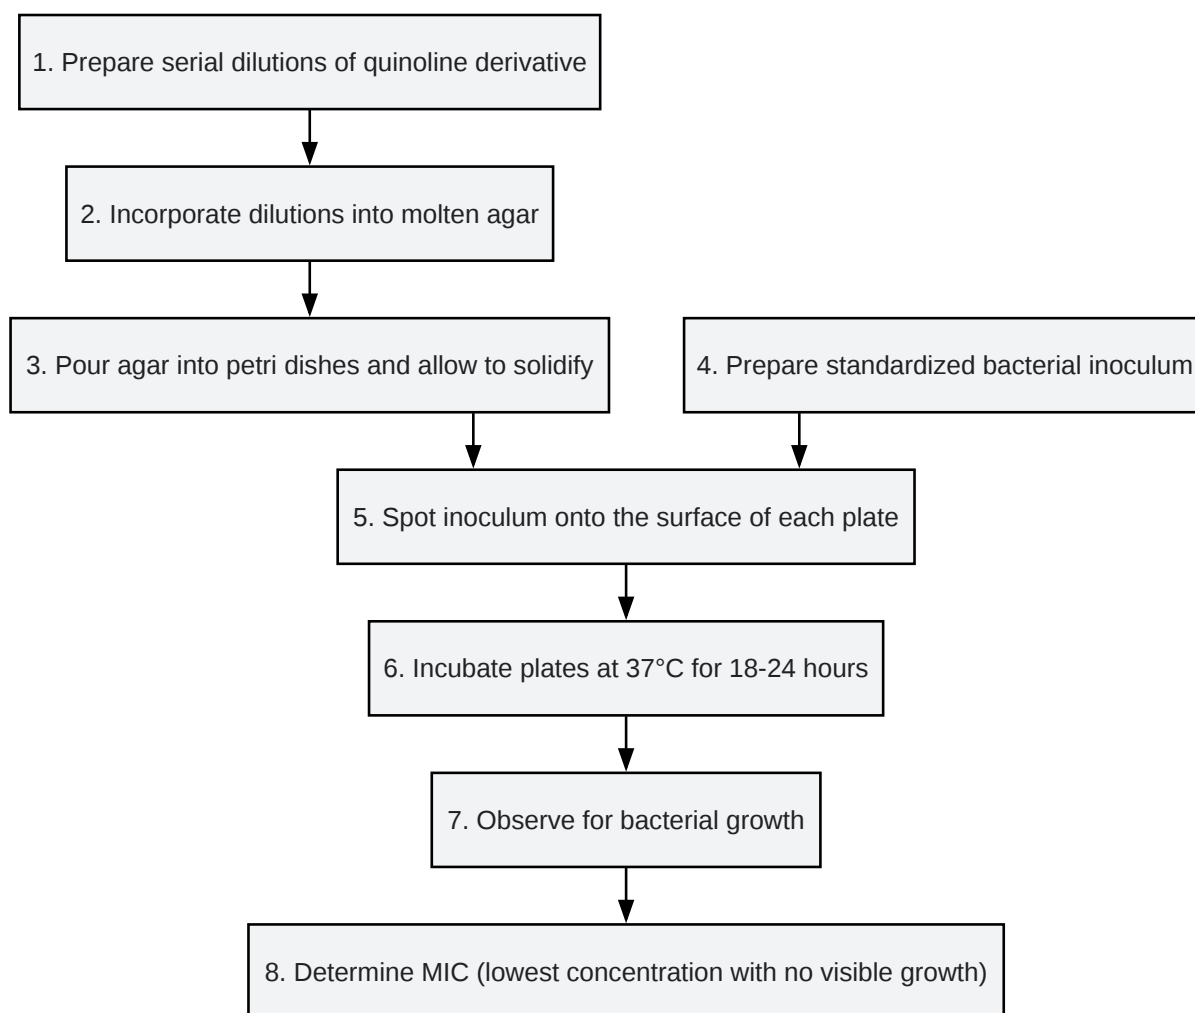 1. Prepare serial dilutions of quinoline derivative
2. Incorporate dilutions into molten agar
3. Pour agar into petri dishes and allow to solidify
4. Prepare standardized bacterial inoculum
5. Spot inoculum onto the surface of each plate
6. Incubate plates at 37°C for 18-24 hours
7. Observe for bacterial growth
8. Determine MIC (lowest concentration with no visible growth)